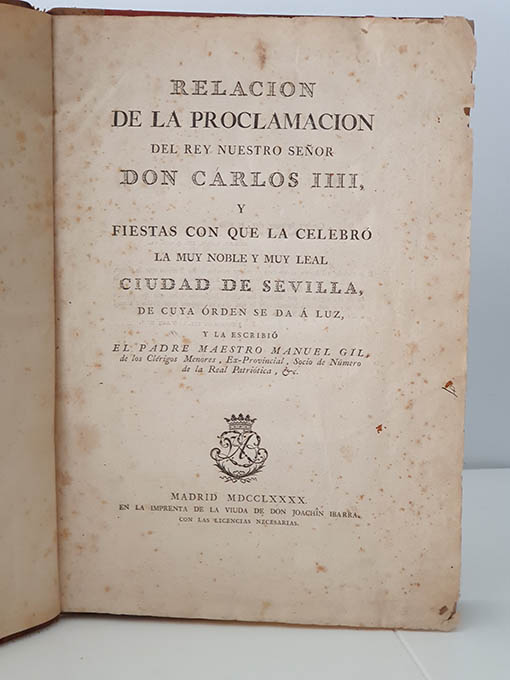 RELACION
DE LA PROCLAMACION
DEL REY NUESTRO SEÑOR
DON CÁRLOS IIII,
Y
FIESTAS CON QUE LA CELEBRÓ
LA MUY NOBLE Y MUY LEAL
CIUDAD DE SEVILLA,
DE CUYA ÓRDEN SE DA Á LUZ,
Y LA ESCRIBIÓ
EL PADRE MAESTRO MANUEL GIL,
de los Clérigos Menores, Ex-Provincial, Socio de Número
de la Real Patriótica, &c.
MADRID MDCCLXXXX.
EN LA IMPRENTA DE LA VIUDA DE DON JOACHÎN IBARRA,
CON LAS LICENCIAS NECESARIAS.